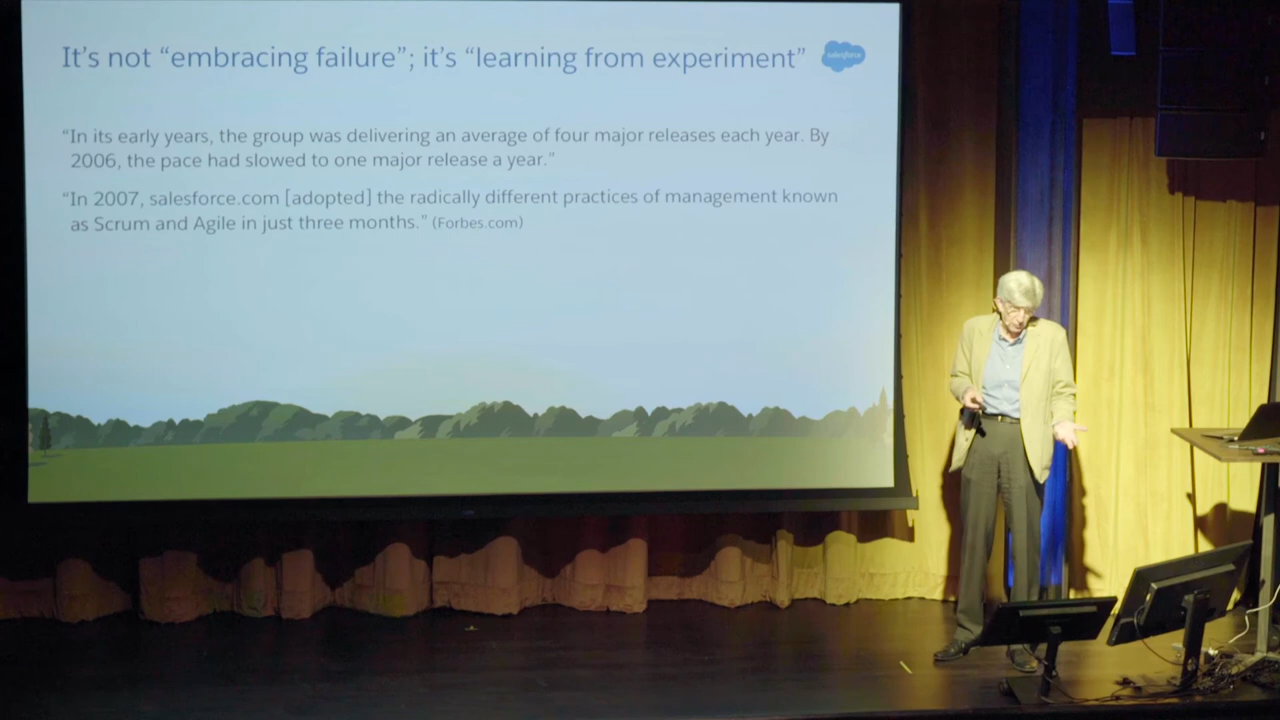 It's not “embracing failure”; it's “learning from experiment”
salesforce
“In its early years, the group was delivering an average of four major releases each year. By
2006, the pace had slowed to one major release a year.”
“In 2007, salesforce.com [adopted] the radically different practices of management known
as Scrum and Agile in just three months.” (Forbes.com)